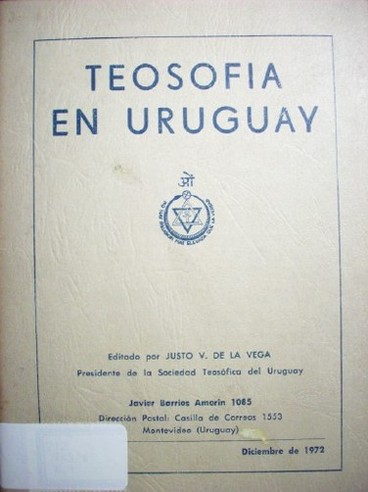 TEOSOFIA
EN URUGUAY
ओं
Editado por JUSTO V. DE LA VEGA
Presidente de la Sociedad Teosófica del Uruguay
Javier Barrios Amorin 1085
Dirección Postal: Casilla de Correos 1553
Montevideo (Uruguay)
Diciembre de 1972